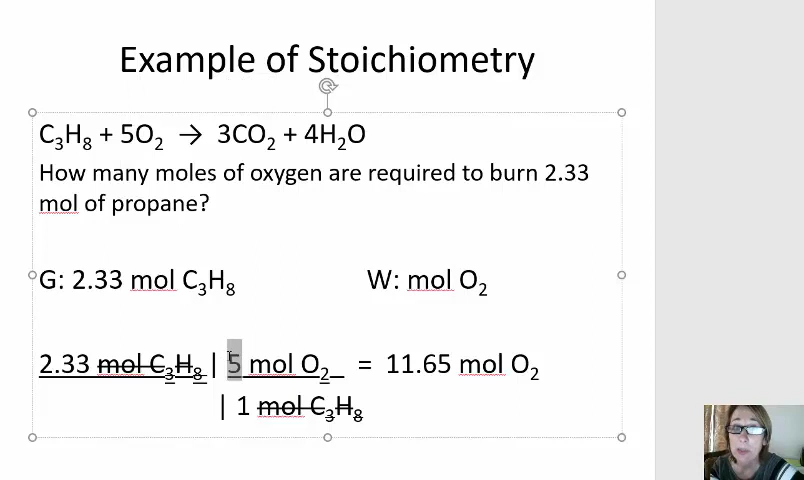 Example of Stoichiometry
C₃H₈ + 5O₂ → 3CO₂ + 4H₂O
How many moles of oxygen are required to burn 2.33
mol of propane?
G: 2.33 mol C₃H₈ W: mol O₂
2.33 mol C₃H₈ | 5 mol O₂ = 11.65 mol O₂
| 1 mol C₃H₈